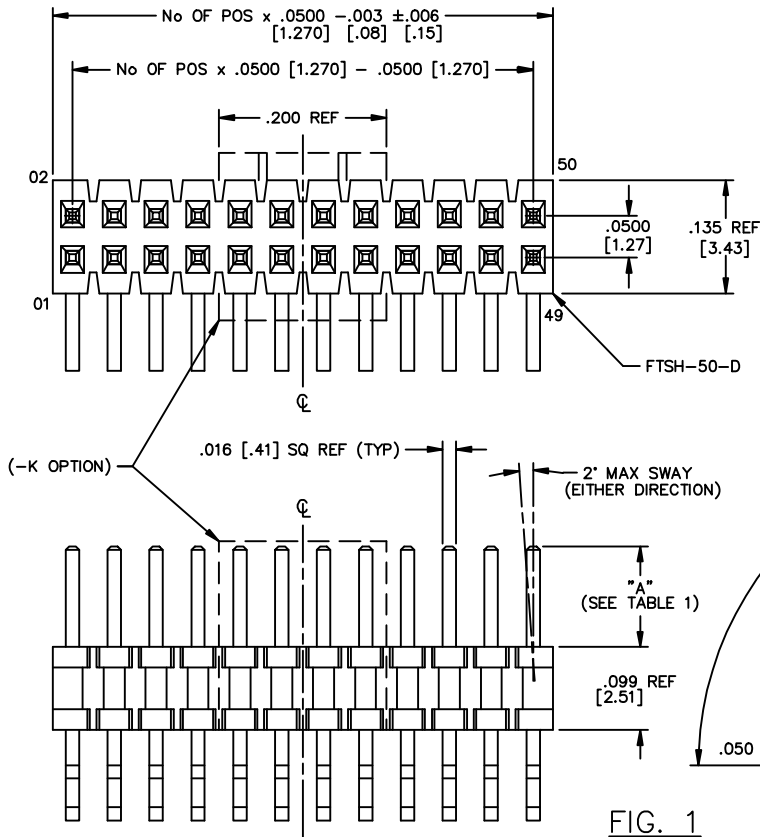 No OF POS x .0500 -.003 ±.006
[1.270] [.08] [.15]
No OF POS x .0500 [1.270] - .0500 [1.270]
.200 REF
02
50
.0500
[1.27]
.135 REF
[3.43]
01
49
FTSH-50-D
℄
(-K OPTION)
.016 [.41] SQ REF (TYP)
2° MAX SWAY
(EITHER DIRECTION)
℄
"A"
(SEE TABLE 1)
.099 REF
[2.51]
.050
FIG. 1